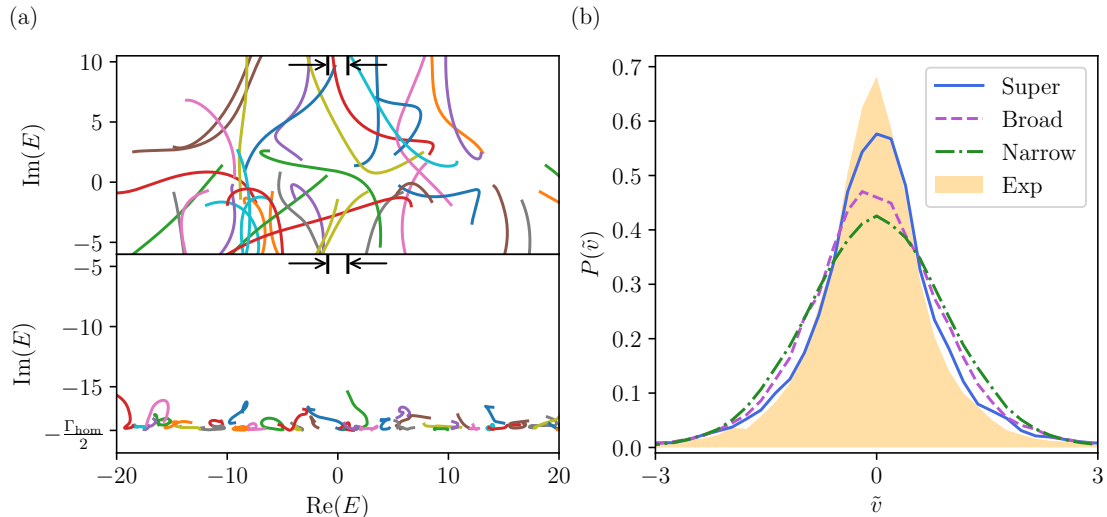 (a)
(b)
10
5
0
−5
Im(E)
−5
−10
−15
−Γhom/2
Im(E)
−20
−10
0
10
20
Re(E)
0.7
0.6
0.5
0.4
0.3
0.2
0.1
0.0
P(ṽ)
Super
Broad
Narrow
Exp
−3
0
3
ṽ